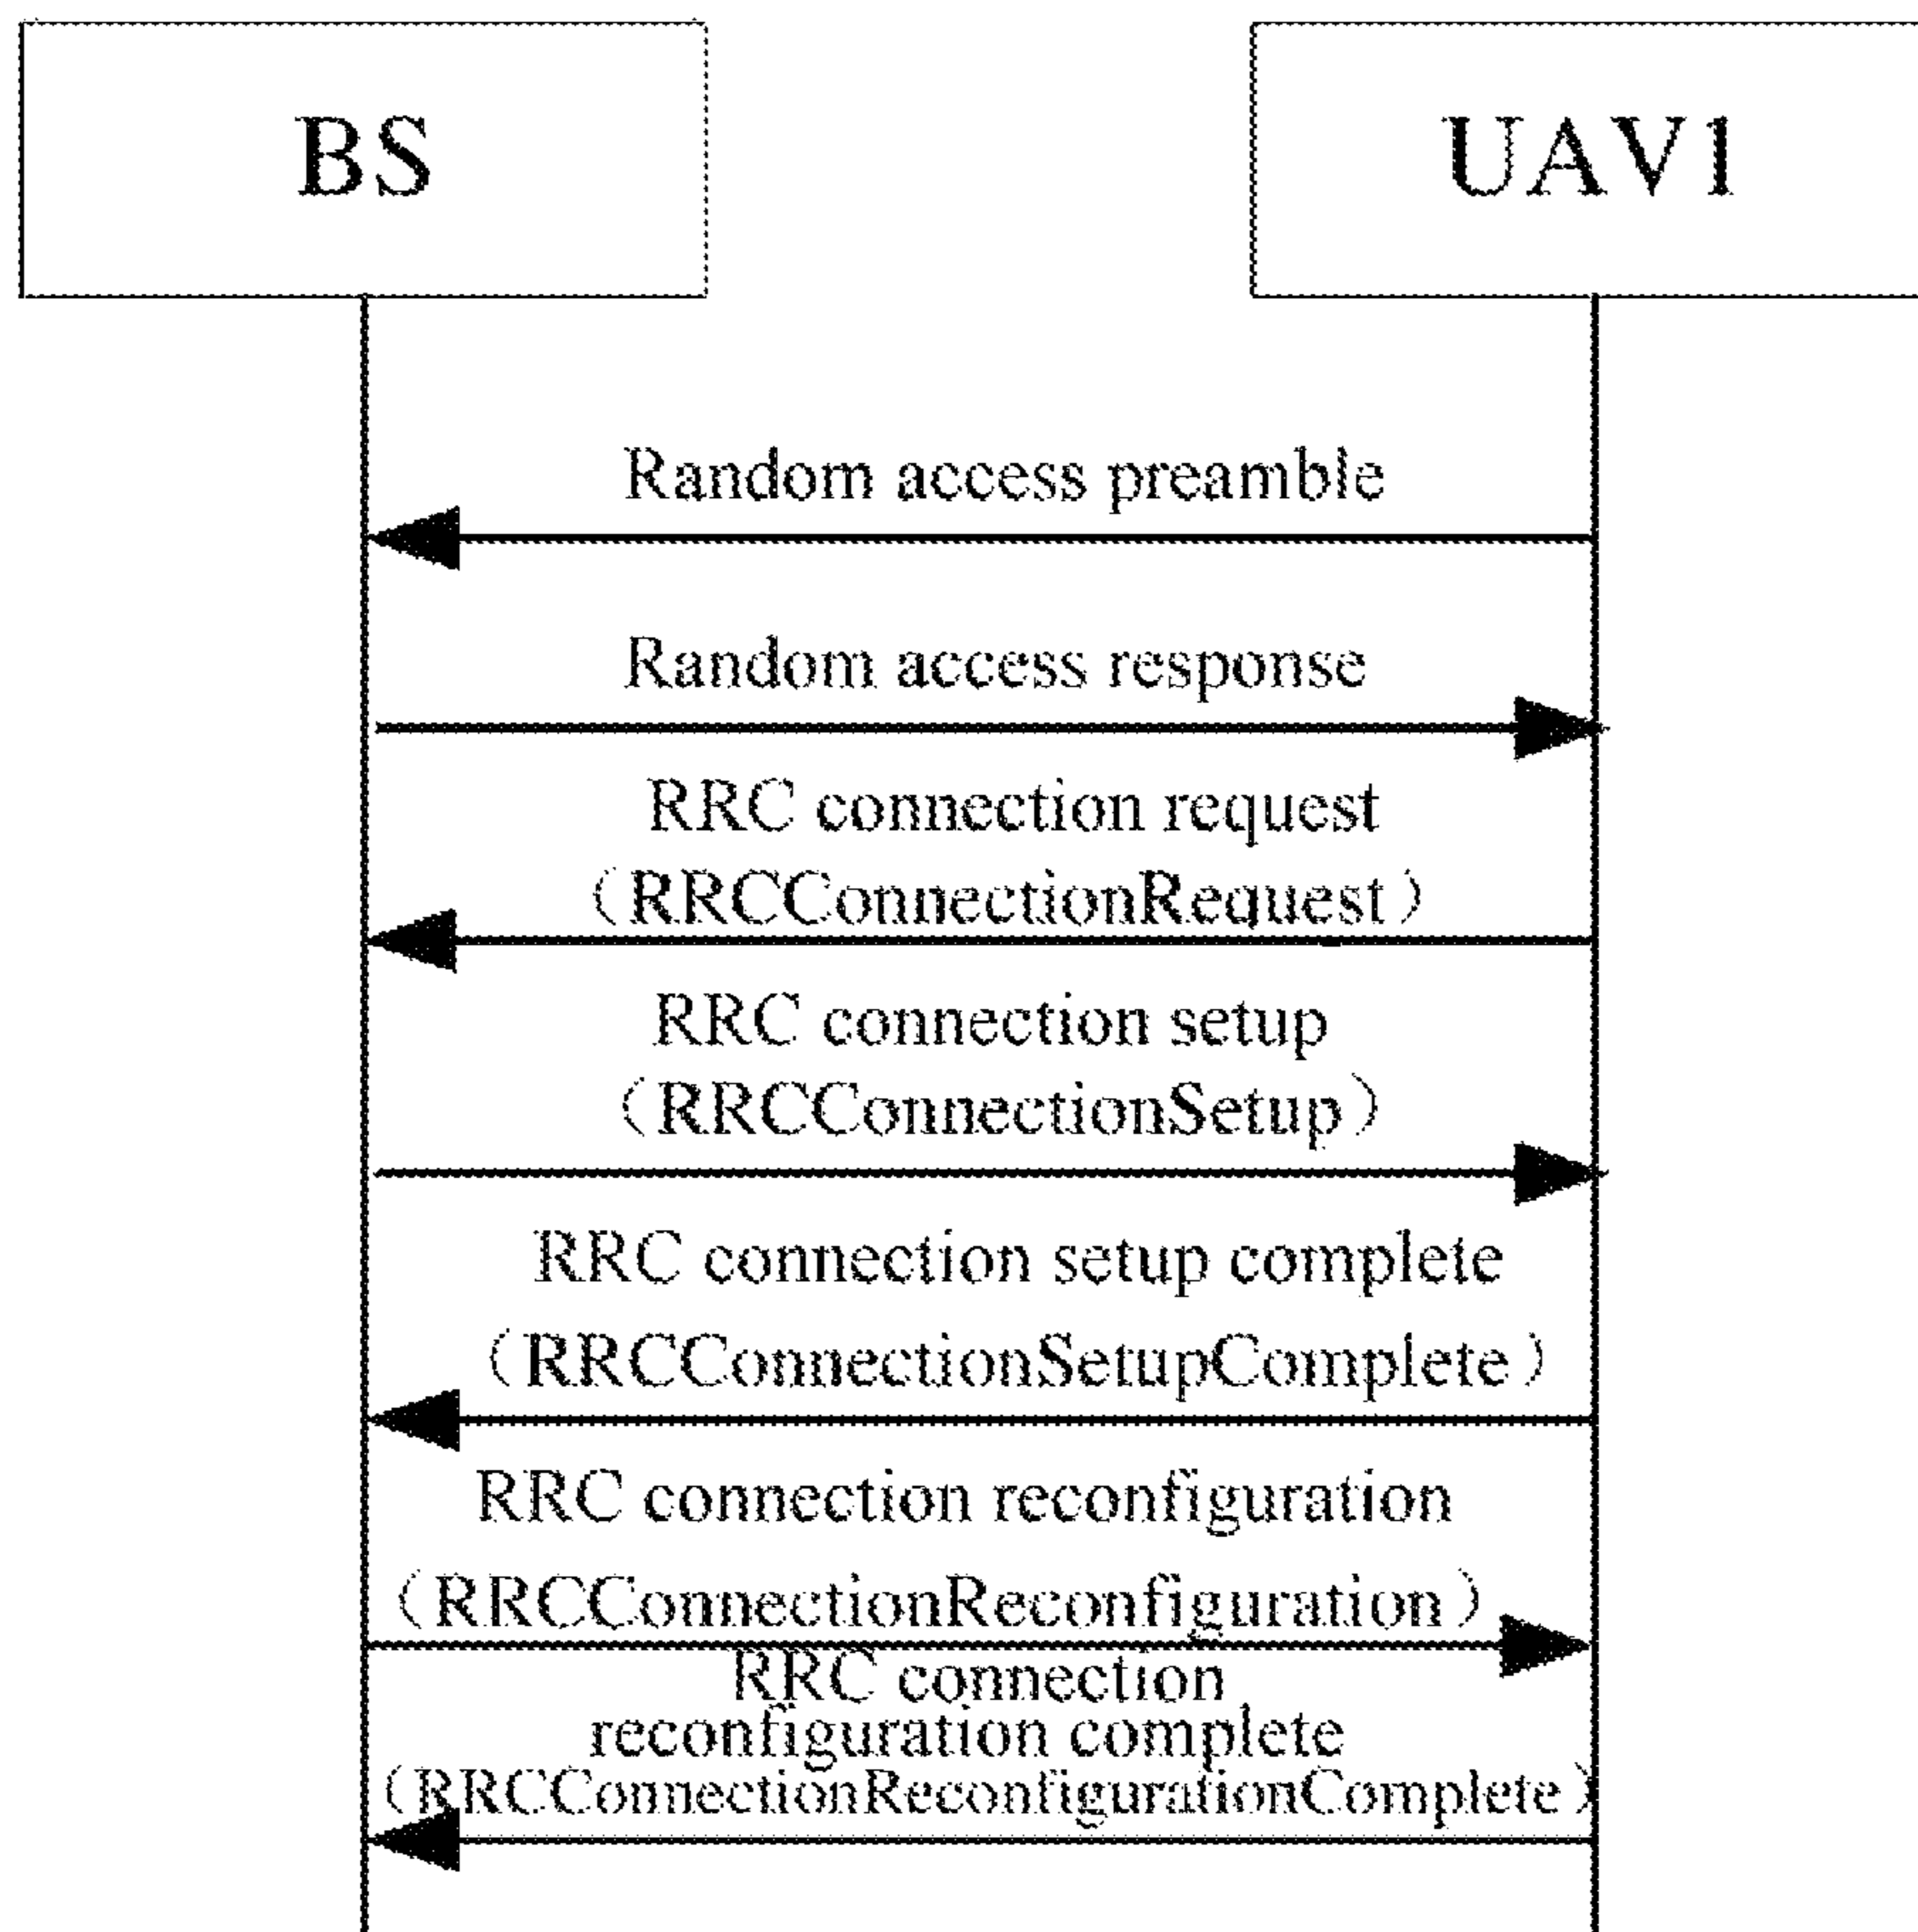 BS
UAV1
Random access preamble
Random access response
RRC connection request
（RRCConnectionRequest）
RRC connection setup
（RRCConnectionSetup）
RRC connection setup complete
（RRCConnectionSetupComplete）
RRC connection reconfiguration
（RRCConnectionReconfiguration）
RRC connection
reconfiguration complete
（RRCConnectionReconfigurationComplete）